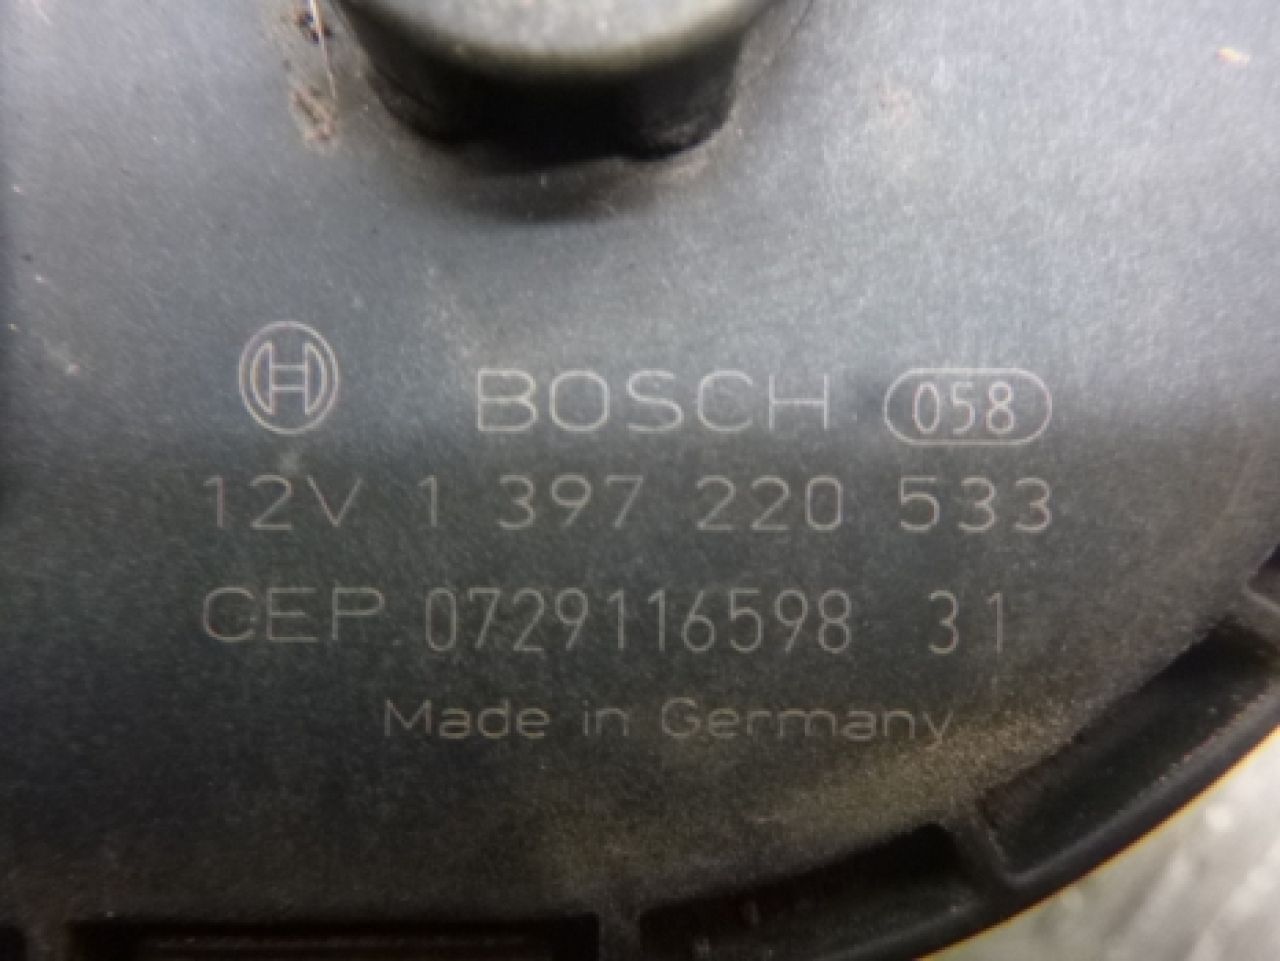 BOSCH 058
12V 1 397 220 533
CEP 0729116598 31
Made in Germany